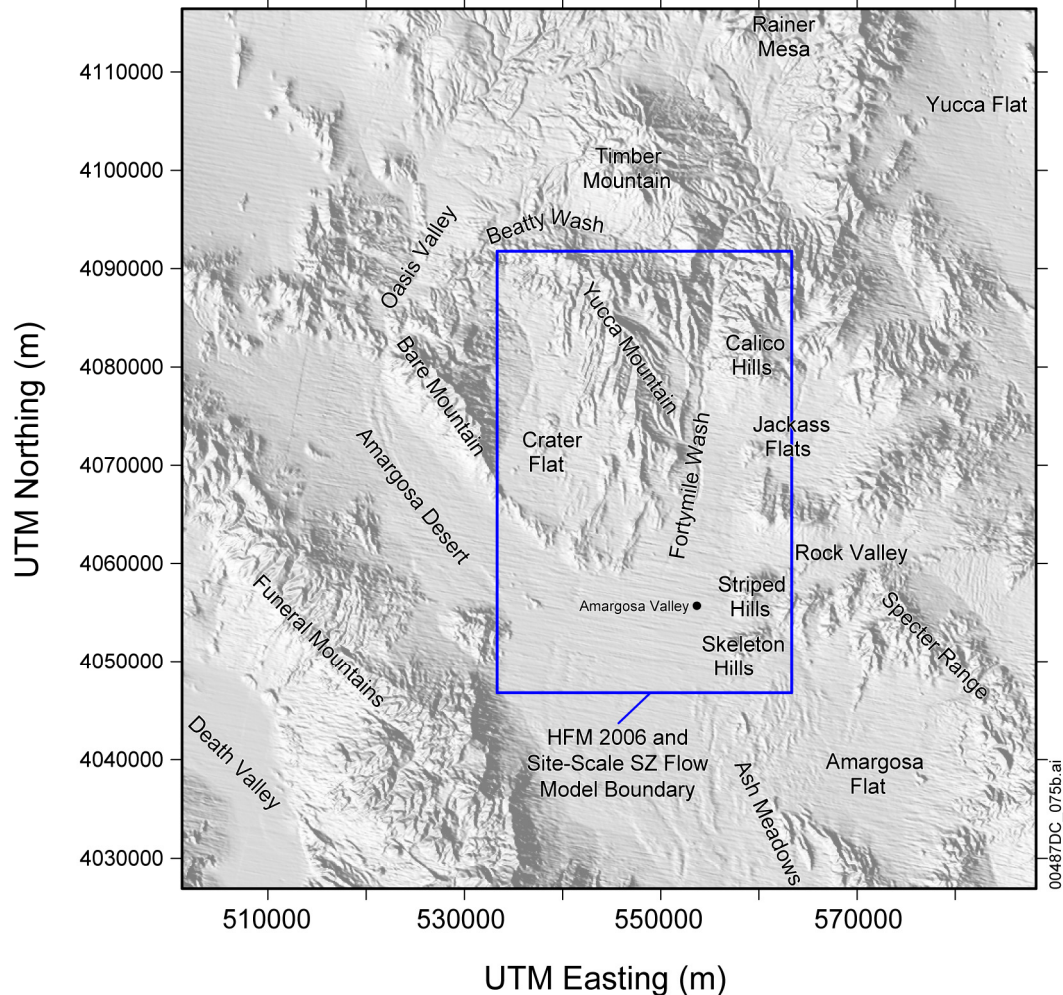 Rainer
Mesa
4110000
Yucca Flat
Timber
Mountain
4100000
Beatty Wash
Oasis Valley
4090000
Yucca Mountain
Bare Mountain
Calico
Hills
4080000
Jackass
Flats
Crater
Flat
4070000
Fortymile Wash
Amargosa Desert
UTM Northing (m)
Rock Valley
4060000
Striped
Hills
Amargosa Valley
Funeral Mountains
Specter Range
Skeleton
Hills
4050000
HFM 2006 and
Site-Scale SZ Flow
Model Boundary
Death Valley
Amargosa
Flat
4040000
Ash Meadows
4030000
00487DC_075b.ai
510000
530000
550000
570000
UTM Easting (m)